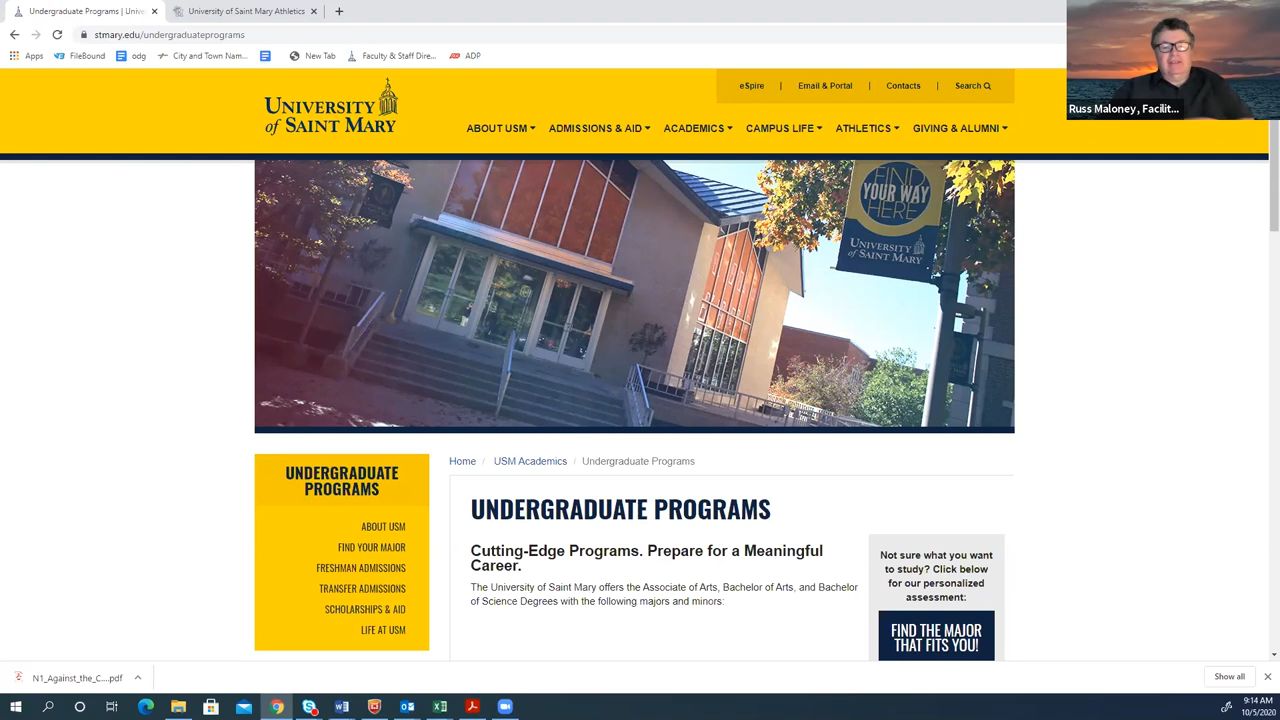 Undergraduate Programs | Univer
University of Saint Mary Athletics
stmary.edu/undergraduateprograms
Apps
FileBound
odg
City and Town Nam...
New Tab
Faculty & Staff Dire...
ADP
Russ Maloney, Facilit...
eSpire | Email & Portal | Contacts | Search
UNIVERSITY
of SAINT MARY
ABOUT USM ADMISSIONS & AID ACADEMICS CAMPUS LIFE ATHLETICS GIVING & ALUMNI
FIND
YOUR WAY
HERE
UNIVERSITY
of SAINT MARY
UNDERGRADUATE
PROGRAMS
ABOUT USM
FIND YOUR MAJOR
FRESHMAN ADMISSIONS
TRANSFER ADMISSIONS
SCHOLARSHIPS & AID
LIFE AT USM
Home / USM Academics / Undergraduate Programs
UNDERGRADUATE PROGRAMS
Cutting-Edge Programs. Prepare for a Meaningful
Career.
The University of Saint Mary offers the Associate of Arts, Bachelor of Arts, and Bachelor
of Science Degrees with the following majors and minors:
Not sure what you want
to study? Click below
for our personalized
assessment:
FIND THE MAJOR
THAT FITS YOU!
N1_Against_the_C....pdf
Show all
9:14 AM
10/5/2020